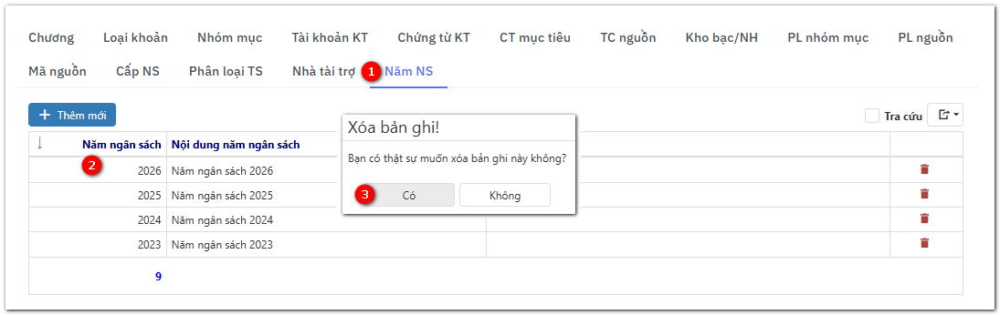 Chương Loại khoản Nhóm mục Tài khoản KT Chứng từ KT CT mục tiêu TC nguồn Kho bạc/NH PL nhóm mục PL nguồn
Mã nguồn Cấp NS Phân loại TS Nhà tài trợ 1 Năm NS
+ Thêm mới Tra cứu
Xóa bản ghi!
Bạn có thật sự muốn xóa bản ghi này không?
3 Có Không
Năm ngân sách Nội dung năm ngân sách
2 2026 Năm ngân sách 2026
2025 Năm ngân sách 2025
2024 Năm ngân sách 2024
2023 Năm ngân sách 2023
9